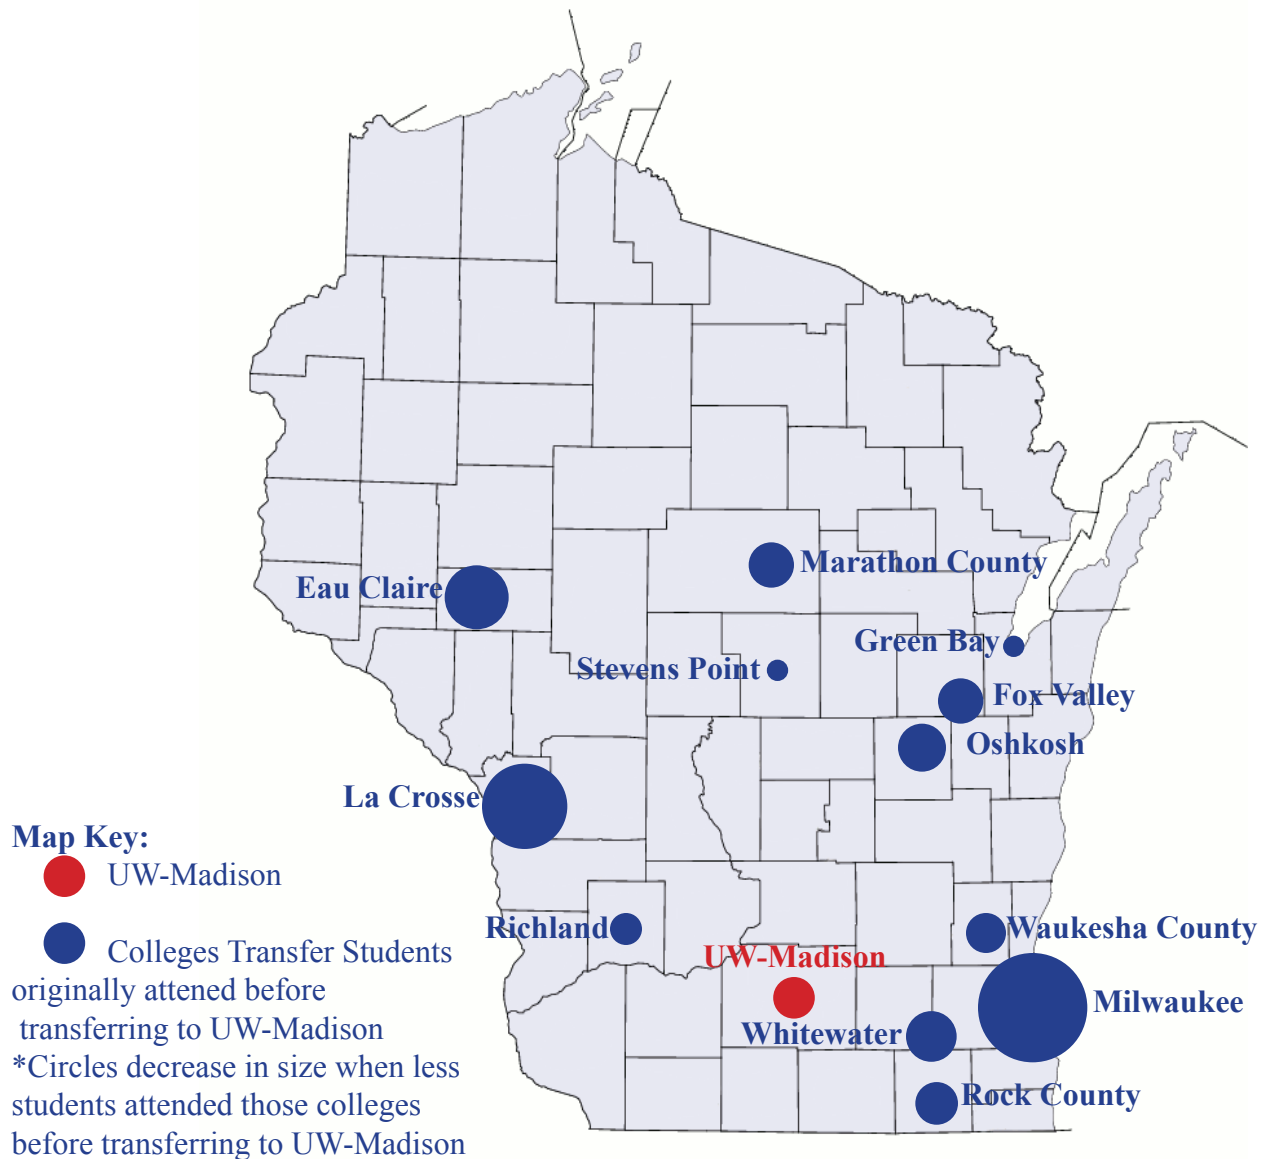 Marathon County
Eau Claire
Green Bay
Stevens Point
Fox Valley
Oshkosh
La Crosse
Richland
Waukesha County
UW-Madison
Milwaukee
Whitewater
Rock County
Map Key:
UW-Madison
Colleges Transfer Students
originally attened before
transferring to UW-Madison
*Circles decrease in size when less
students attended those colleges
before transferring to UW-Madison